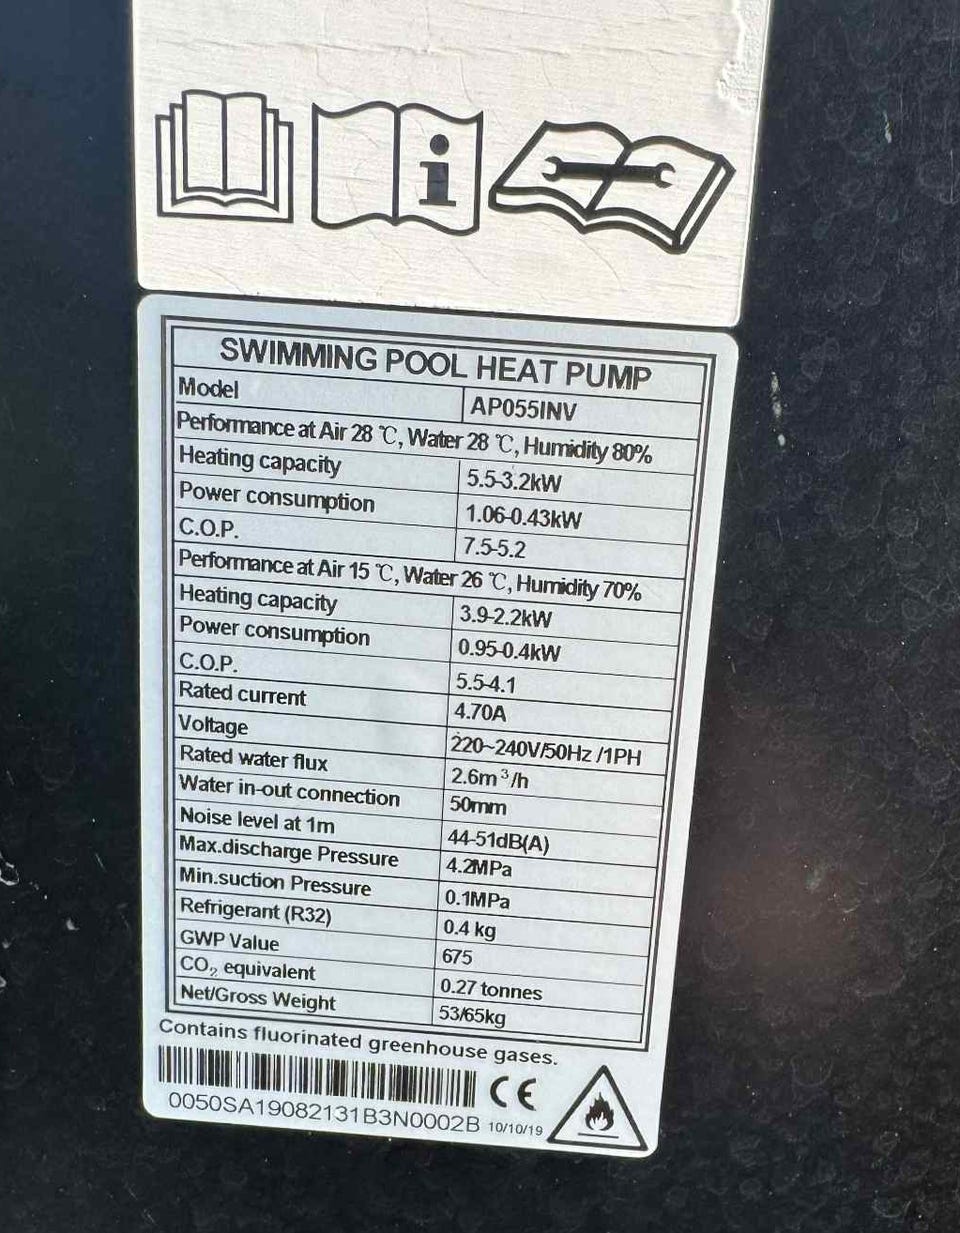 SWIMMING POOL HEAT PUMP
Model AP055INV
Performance at Air 28 ℃, Water 28 ℃, Humidity 80%
Heating capacity 5.5-3.2kW
Power consumption 1.06-0.43kW
C.O.P. 7.5-5.2
Performance at Air 15 ℃, Water 26 ℃, Humidity 70%
Heating capacity 3.9-2.2kW
Power consumption 0.95-0.4kW
C.O.P. 5.5-4.1
Rated current 4.70A
Voltage 220~240V/50Hz /1PH
Rated water flux 2.6m³/h
Water in-out connection 50mm
Noise level at 1m 44-51dB(A)
Max.discharge Pressure 4.2MPa
Min.suction Pressure 0.1MPa
Refrigerant (R32) 0.4 kg
GWP Value 675
CO₂ equivalent 0.27 tonnes
Net/Gross Weight 53/65kg
Contains fluorinated greenhouse gases.
CE
0050SA19082131B3N0002B 10/10/19